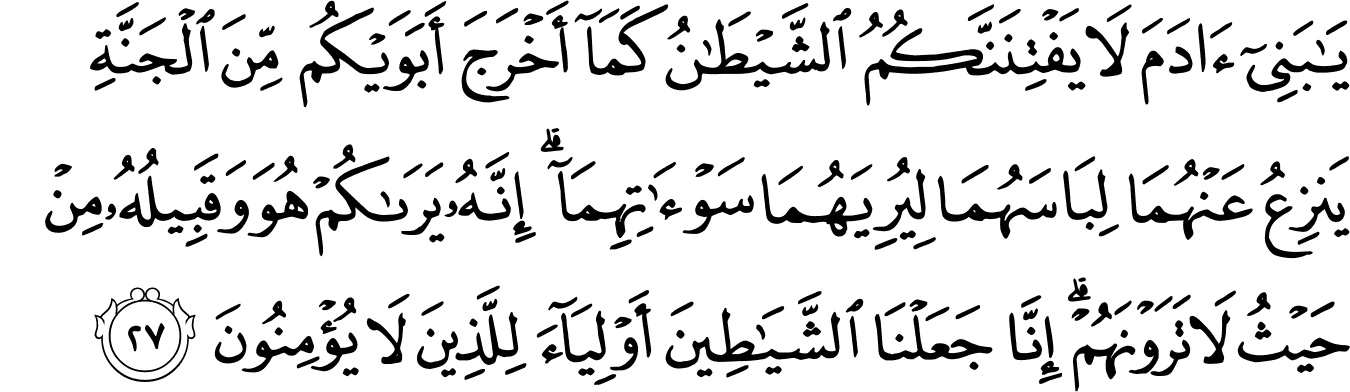 يَٰبَنِىٓ ءَادَمَ لَا يَفْتِنَنَّكُمُ ٱلشَّيْطَٰنُ كَمَآ أَخْرَجَ أَبَوَيْكُم مِّنَ ٱلْجَنَّةِ
يَنزِعُ عَنْهُمَا لِبَاسَهُمَا لِيُرِيَهُمَا سَوْءَٰتِهِمَآ ۗ إِنَّهُۥ يَرَىٰكُمْ هُوَ وَقَبِيلُهُۥ مِنْ
حَيْثُ لَا تَرَوْنَهُمْ ۗ إِنَّا جَعَلْنَا ٱلشَّيَٰطِينَ أَوْلِيَآءَ لِلَّذِينَ لَا يُؤْمِنُونَ ٢٧